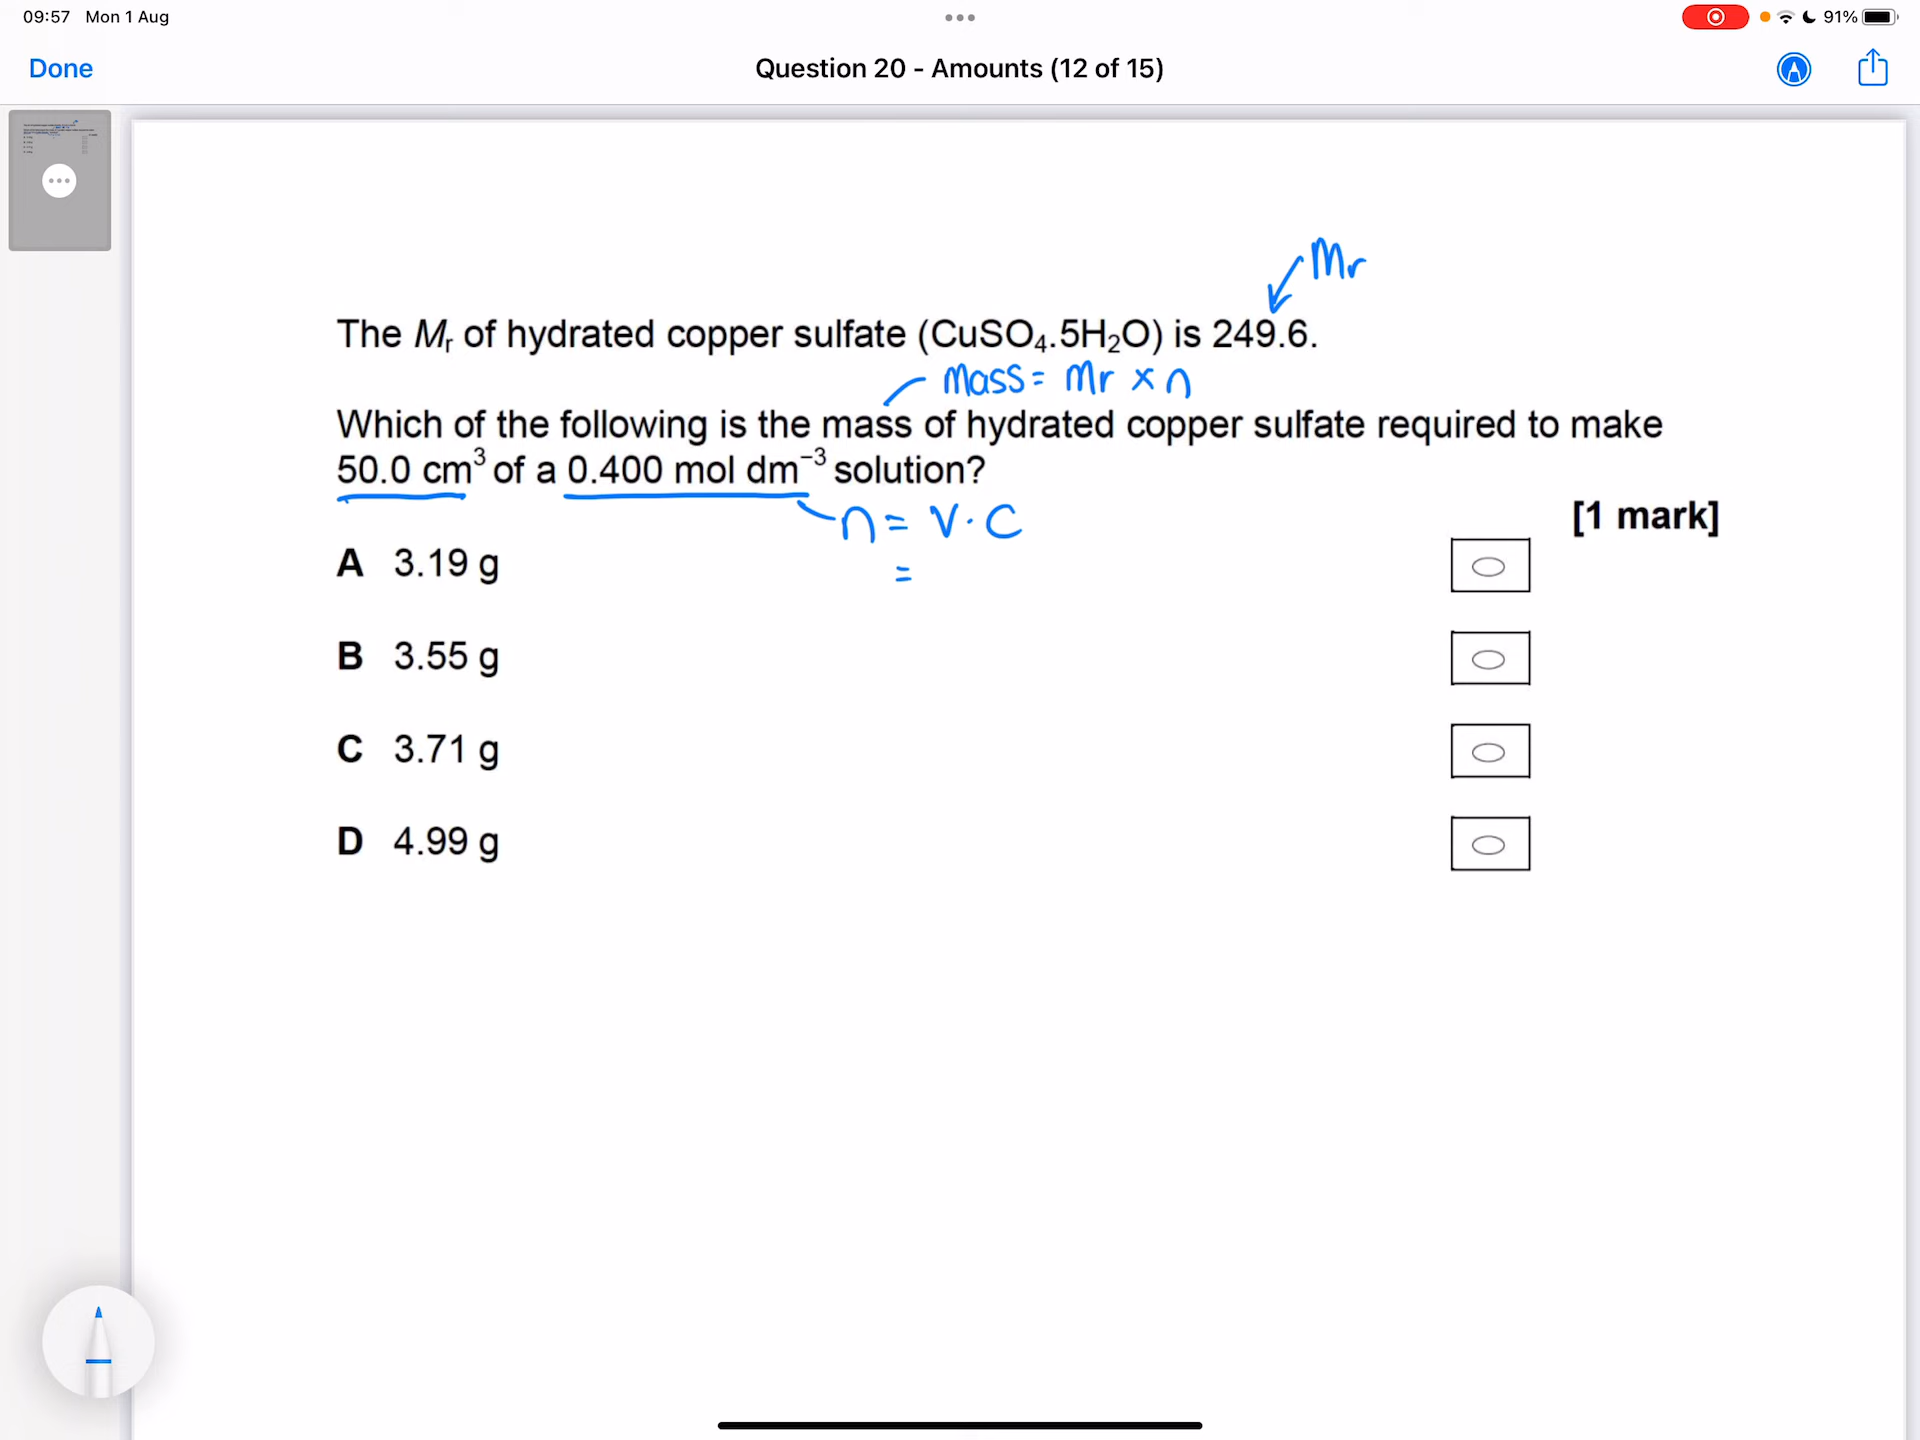 09:57 Mon 1 Aug
91%
Done
Question 20 - Amounts (12 of 15)
Mr
The Mr of hydrated copper sulfate (CuSO₄.5H₂O) is 249.6.
Mass = Mr × n
Which of the following is the mass of hydrated copper sulfate required to make
50.0 cm³ of a 0.400 mol dm⁻³ solution?
n = V · C
[1 mark]
=
A 3.19 g
B 3.55 g
C 3.71 g
D 4.99 g